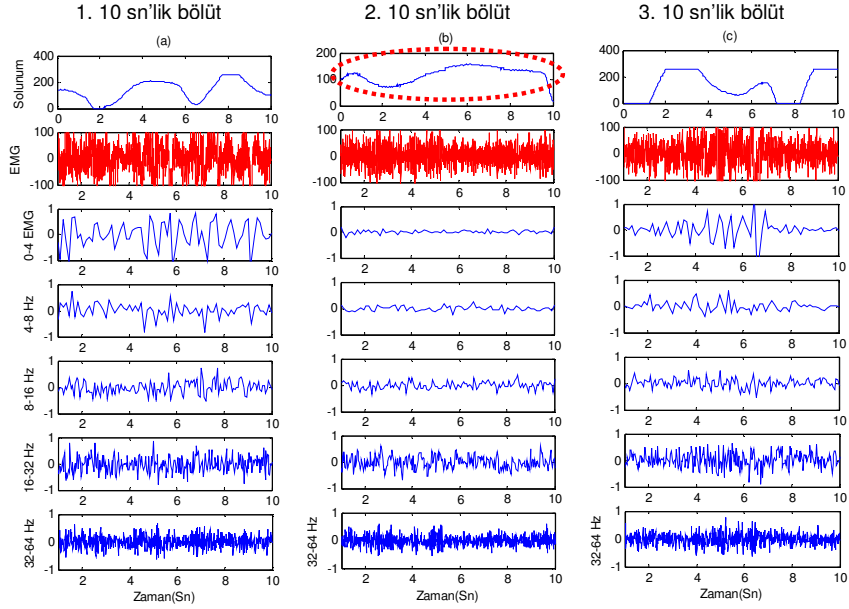 1. 10 sn'lik bölüt
2. 10 sn'lik bölüt
3. 10 sn'lik bölüt
(a)
(b)
(c)
Solunum
400
200
0
0 2 4 6 8 10
200
100
0
0 2 4 6 8 10
400
200
0
0 2 4 6 8 10
EMG
100
0
-100
2 4 6 8 10
100
0
-100
2 4 6 8 10
100
0
-100
2 4 6 8 10
0-4 EMG
1
0
-1
2 4 6 8 10
1
0
-1
2 4 6 8 10
1
0
-1
2 4 6 8 10
4-8 Hz
1
0
-1
2 4 6 8 10
1
0
-1
2 4 6 8 10
1
0
-1
2 4 6 8 10
8-16 Hz
1
0
-1
2 4 6 8 10
1
0
-1
2 4 6 8 10
1
0
-1
2 4 6 8 10
16-32 Hz
1
0
-1
2 4 6 8 10
1
0
-1
2 4 6 8 10
1
0
-1
2 4 6 8 10
32-64 Hz
1
0
-1
2 4 6 8 10
Zaman(Sn)
32-64 Hz
1
0
-1
2 4 6 8 10
Zaman(Sn)
32-64 Hz
1
0
-1
2 4 6 8 10
Zaman(Sn)